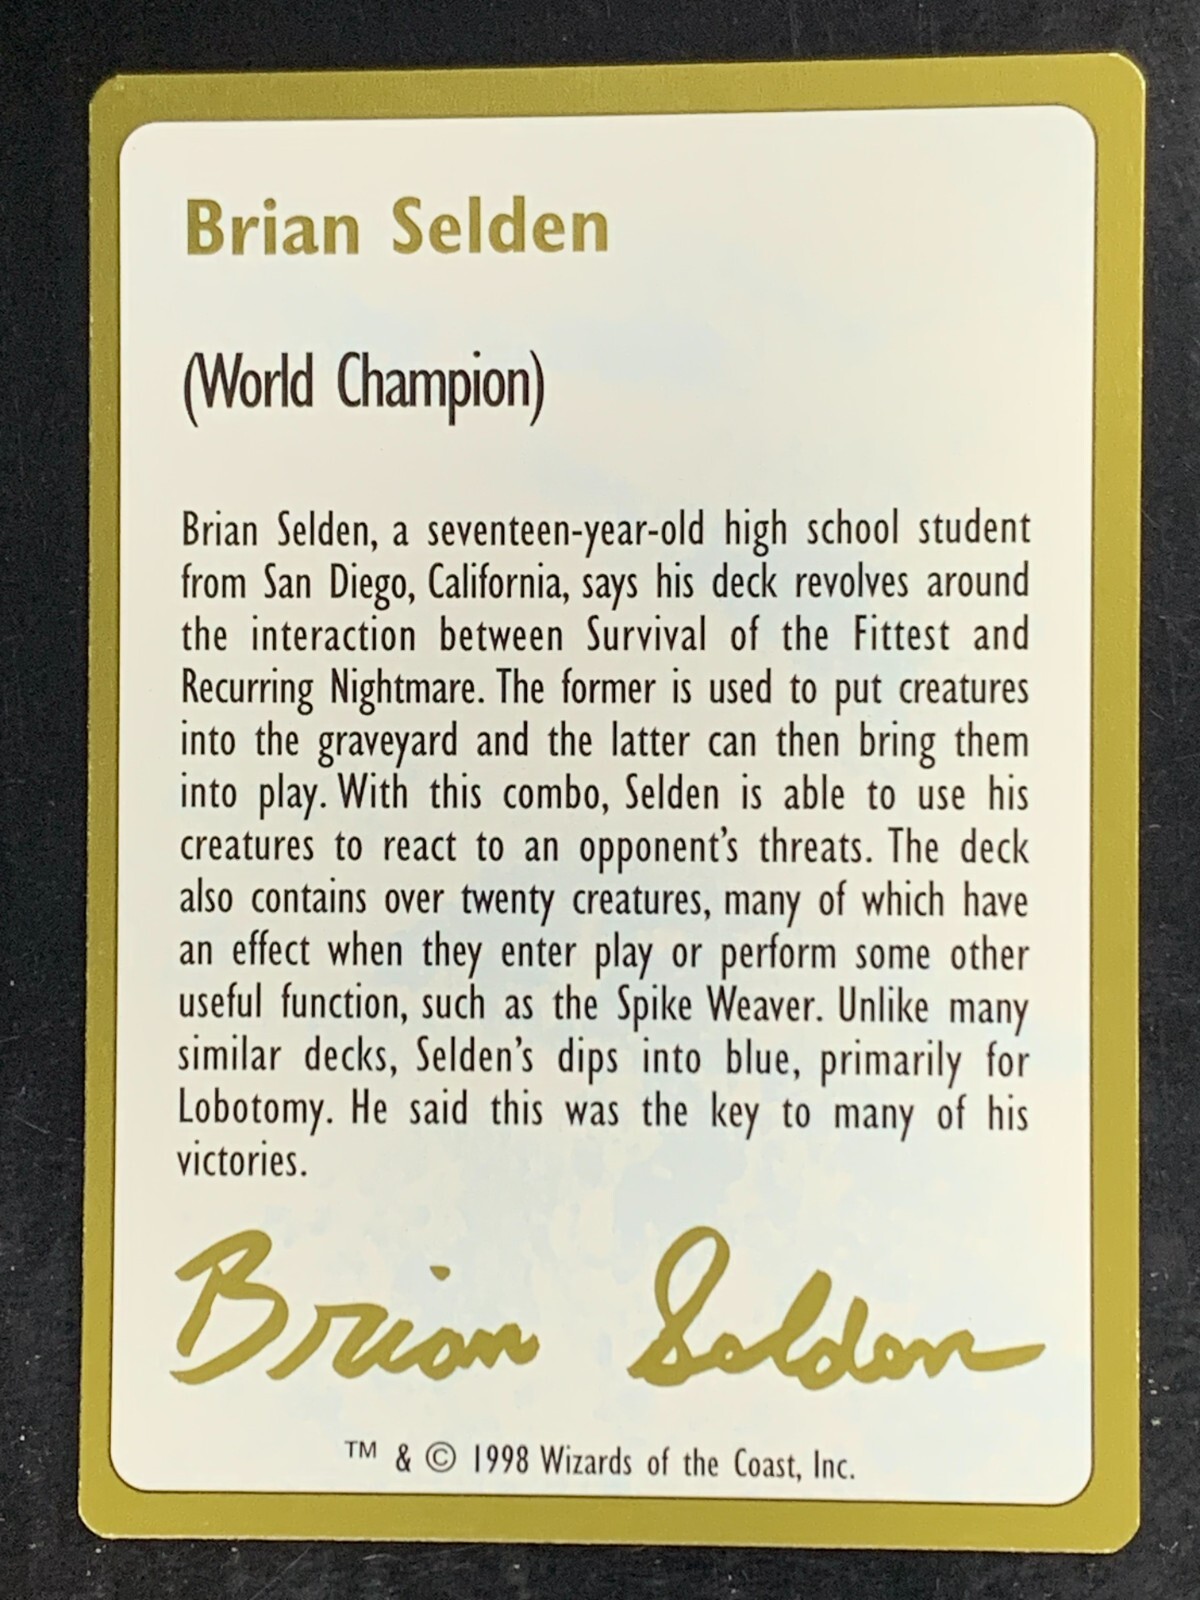 Brian Selden
(World Champion)
Brian Selden, a seventeen-year-old high school student
from San Diego, California, says his deck revolves around
the interaction between Survival of the Fittest and
Recurring Nightmare. The former is used to put creatures
into the graveyard and the latter can then bring them
into play. With this combo, Selden is able to use his
creatures to react to an opponent's threats. The deck
also contains over twenty creatures, many of which have
an effect when they enter play or perform some other
useful function, such as the Spike Weaver. Unlike many
similar decks, Selden's dips into blue, primarily for
Lobotomy. He said this was the key to many of his
victories.
Brian Selden
™ & © 1998 Wizards of the Coast, Inc.